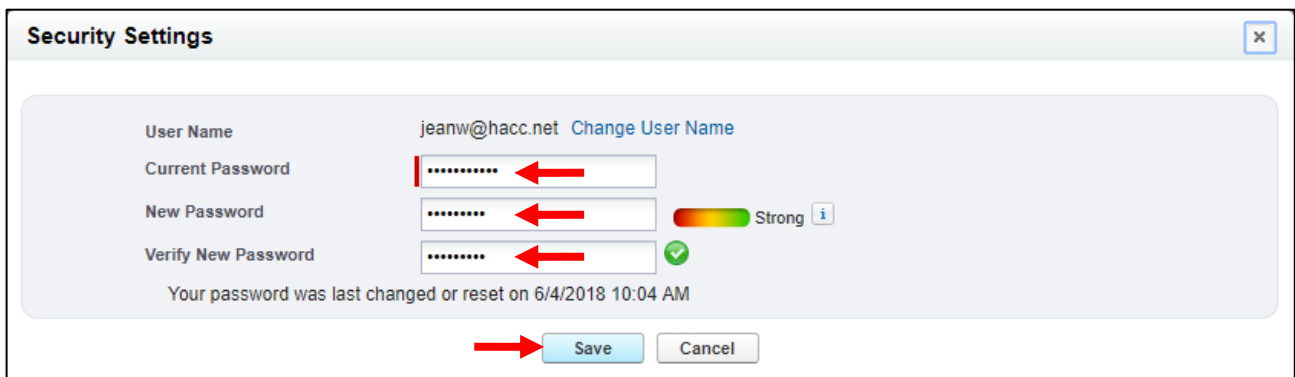 Security Settings
User Name jeanw@hacc.net Change User Name
Current Password •••••••••••
New Password ••••••••• Strong i
Verify New Password •••••••••
Your password was last changed or reset on 6/4/2018 10:04 AM
Save Cancel